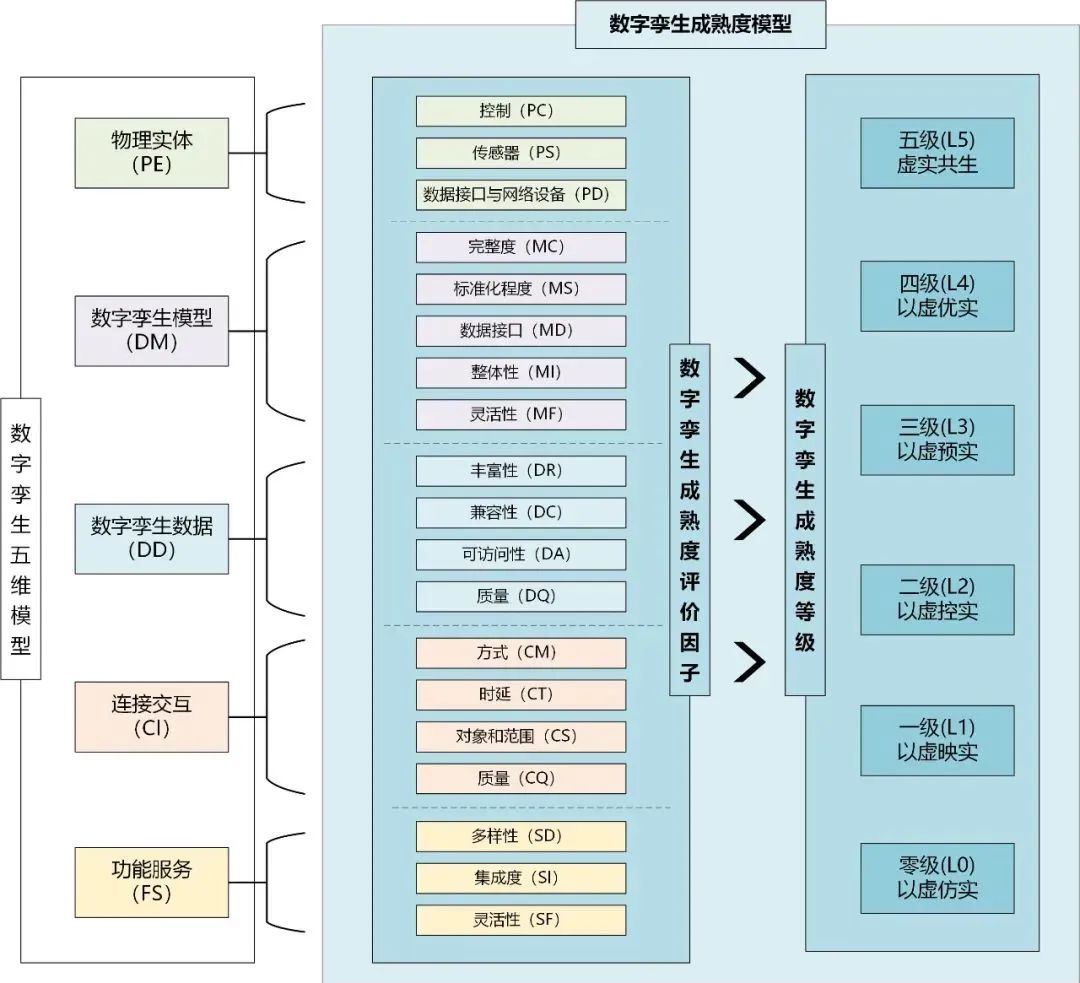 数字孪生成熟度模型
数字孪生五维模型
物理实体
(PE)
数字孪生模型
(DM)
数字孪生数据
(DD)
连接交互
(CI)
功能服务
(FS)
控制（PC）
传感器（PS）
数据接口与网络设备（PD）
完整度（MC）
标准化程度（MS）
数据接口（MD）
整体性（MI）
灵活性（MF）
丰富性（DR）
兼容性（DC）
可访问性（DA）
质量（DQ）
方式（CM）
时延（CT）
对象和范围（CS）
质量（CQ）
多样性（SD）
集成度（SI）
灵活性（SF）
数字孪生成熟度评价因子
数字孪生成熟度等级
五级(L5)
虚实共生
四级(L4)
以虚优实
三级(L3)
以虚预实
二级(L2)
以虚控实
一级(L1)
以虚映实
零级(L0)
以虚仿实